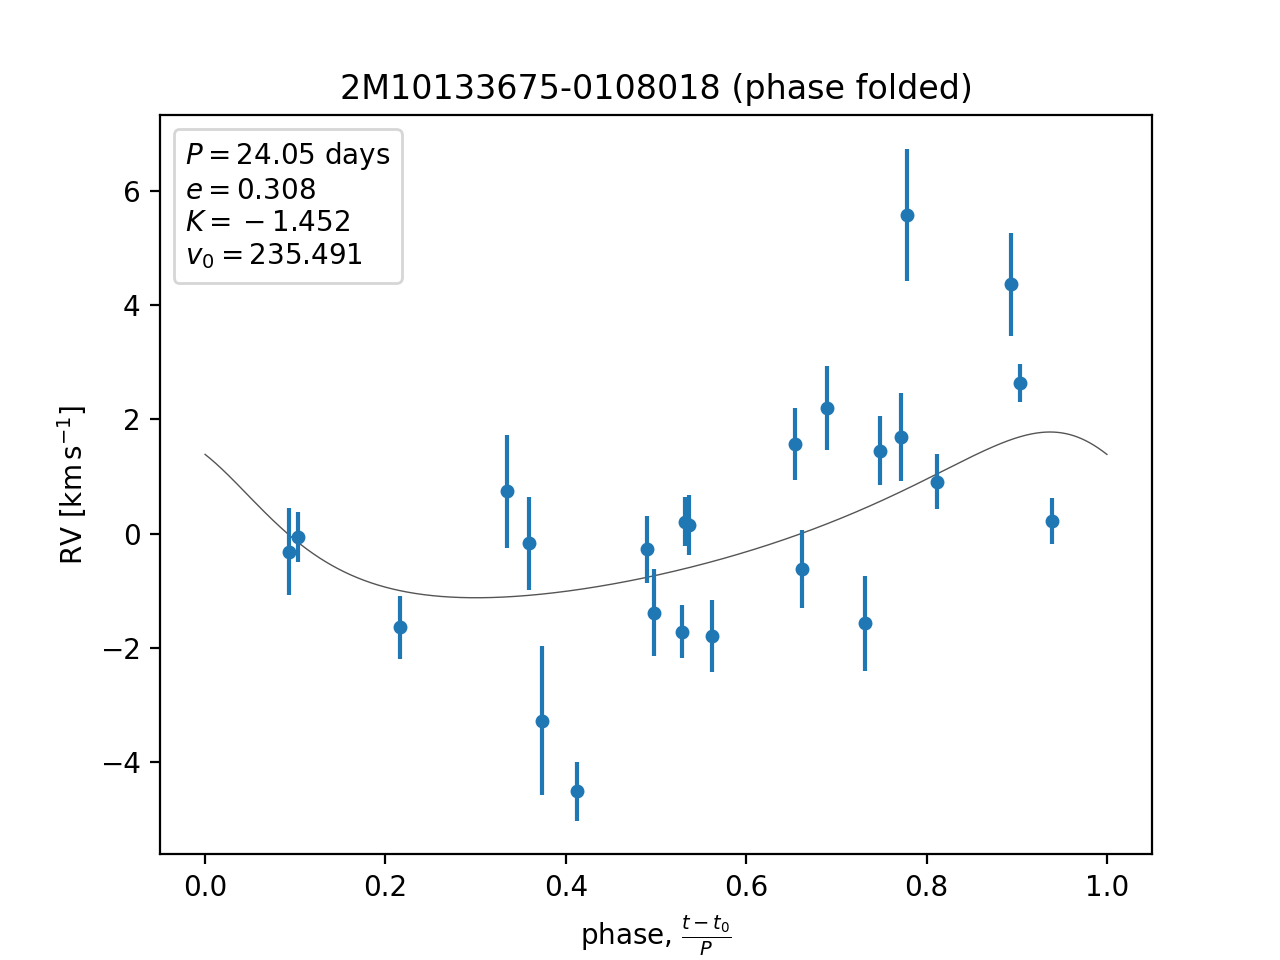 2M10133675-0108018 (phase folded)
P = 24.05 days
e = 0.308
K = −1.452
v₀ = 235.491
6
4
2
0
−2
−4
RV [km s⁻¹]
0.0 0.2 0.4 0.6 0.8 1.0
phase, (t − t₀)/P